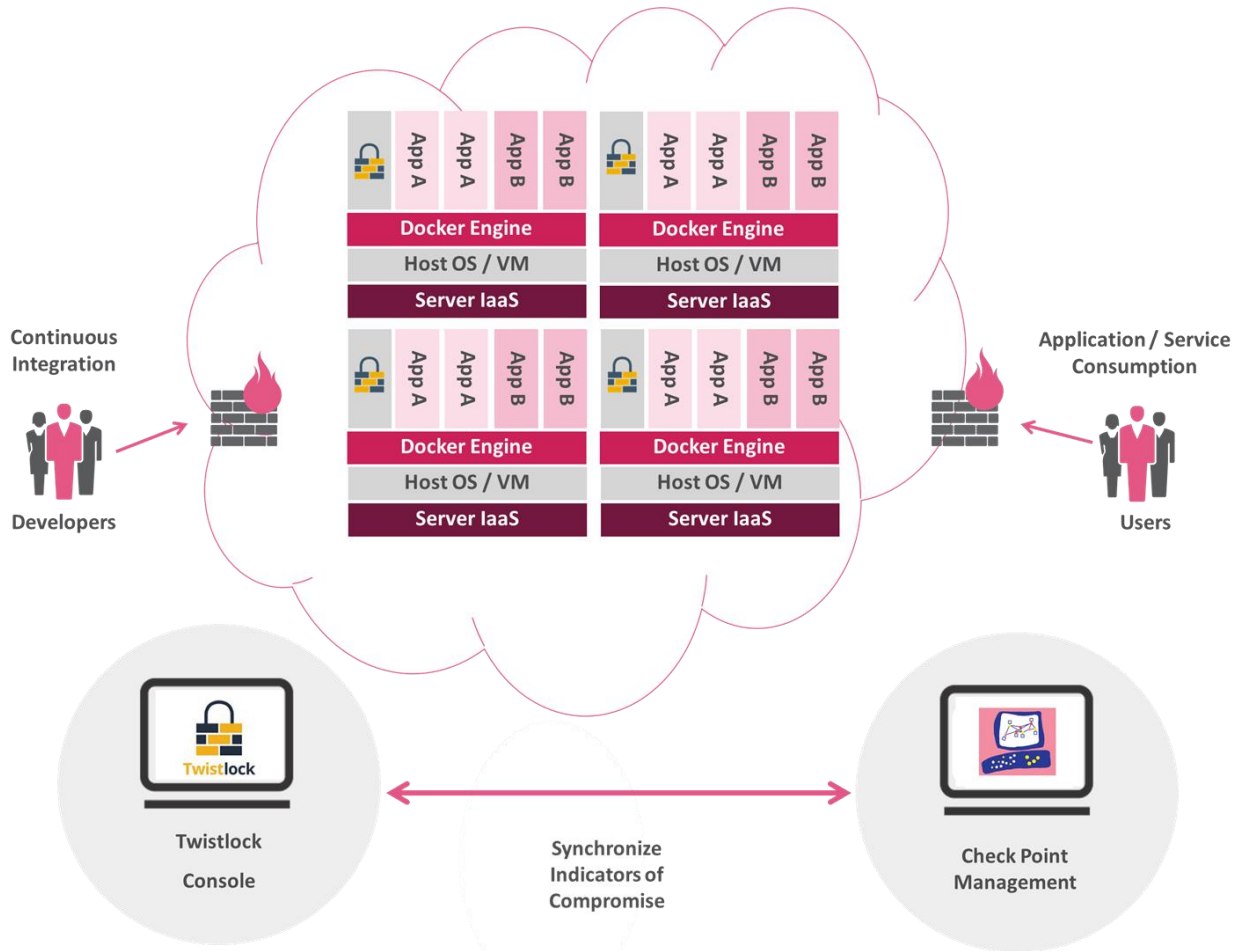 App A
App A
App B
App B
App A
App A
App B
App B
Docker Engine
Docker Engine
Host OS / VM
Host OS / VM
Server IaaS
Server IaaS
App A
App A
App B
App B
App A
App A
App B
App B
Docker Engine
Docker Engine
Host OS / VM
Host OS / VM
Server IaaS
Server IaaS
Continuous
Integration
Developers
Application / Service
Consumption
Users
Twistlock
Twistlock
Console
Synchronize
Indicators of
Compromise
Check Point
Management